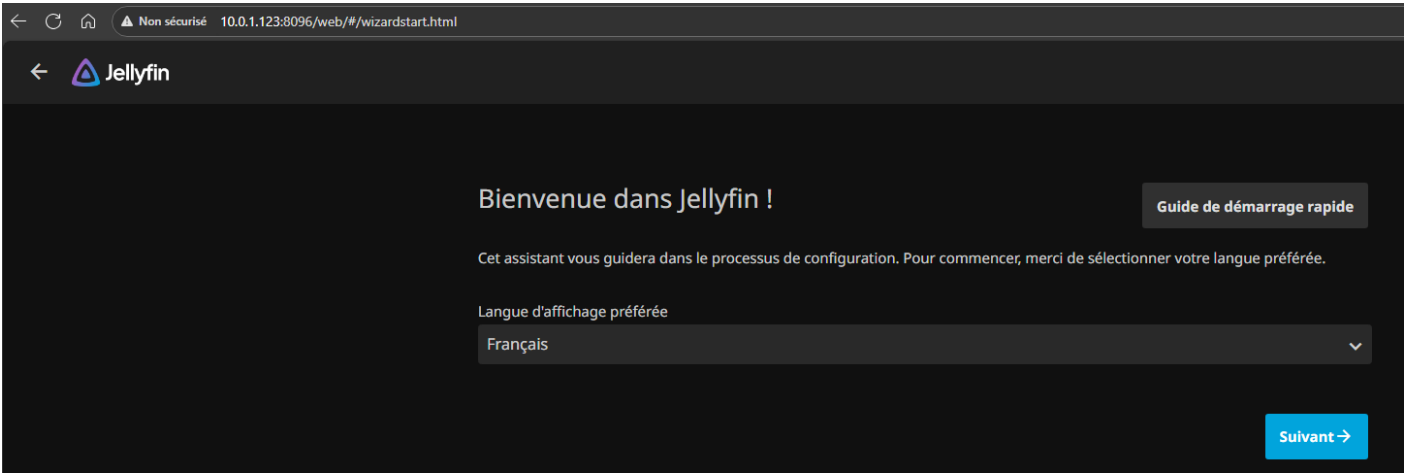 Non sécurisé 10.0.1.123:8096/web/#/wizardstart.html
Jellyfin
Bienvenue dans Jellyfin !
Guide de démarrage rapide
Cet assistant vous guidera dans le processus de configuration. Pour commencer, merci de sélectionner votre langue préférée.
Langue d'affichage préférée
Français
Suivant